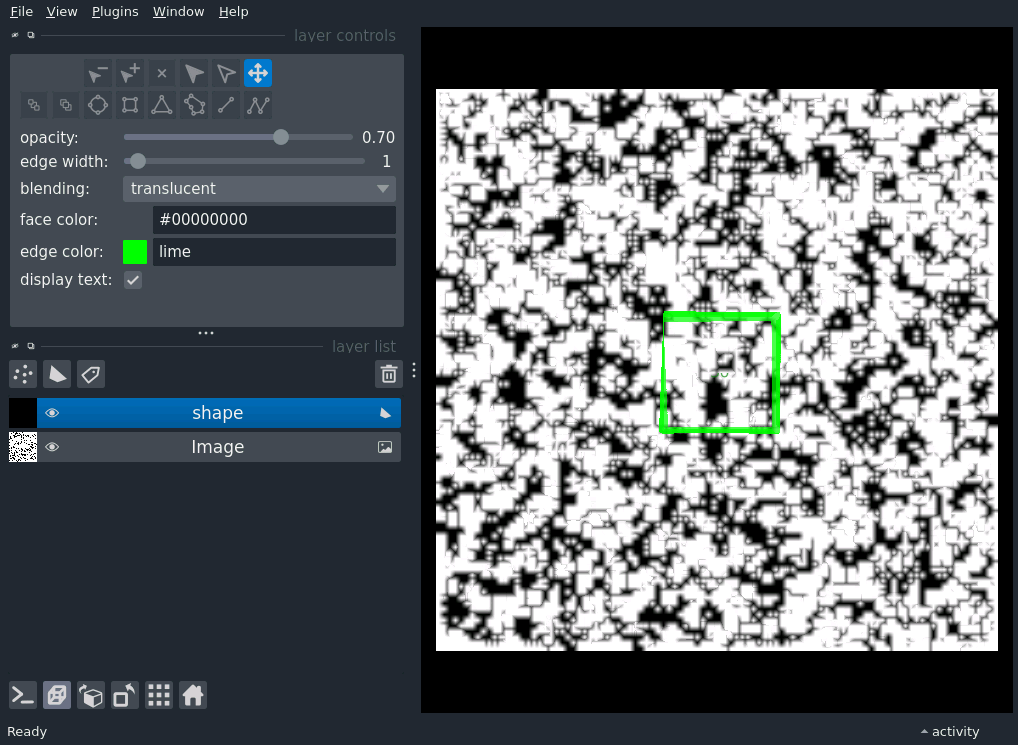 File View Plugins Window Help
layer controls
opacity: 0.70
edge width: 1
blending: translucent
face color: #00000000
edge color: lime
display text:
layer list
shape
Image
Ready
activity